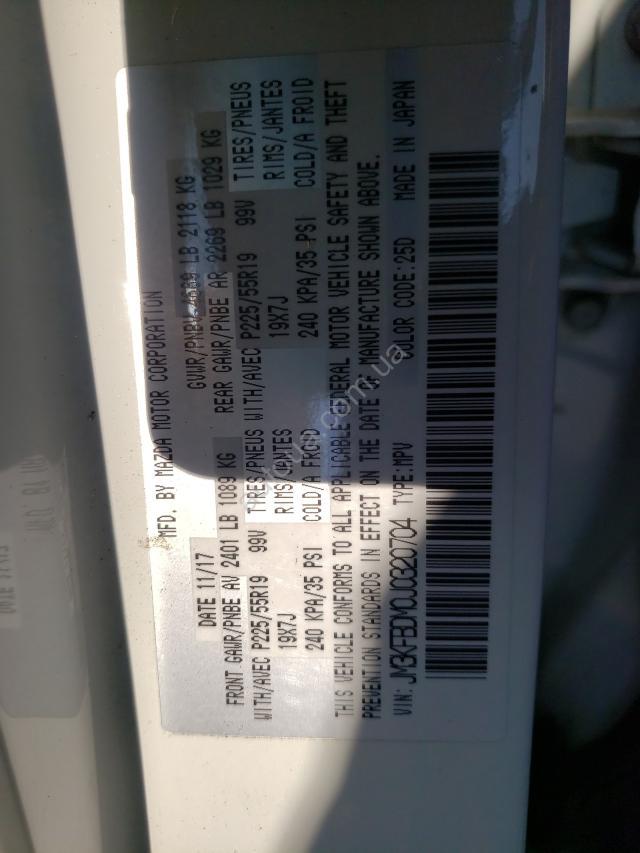 MFD. BY MAZDA MOTOR CORPORATION
DATE 11/17 GVWR/PNBV 4669 LB 2118 KG
FRONT GAWR/PNBE AV 2401 LB 1089 KG REAR GAWR/PNBE AR 2269 LB 1029 KG
WITH/AVEC P225/55R19 99V TIRES/PNEUS WITH/AVEC P225/55R19 99V TIRES/PNEUS
19X7J RIMS/JANTES 19X7J RIMS/JANTES
240 KPA/35 PSI COLD/A FROID 240 KPA/35 PSI COLD/A FROID
THIS VEHICLE CONFORMS TO ALL APPLICABLE FEDERAL MOTOR VEHICLE SAFETY AND THEFT
PREVENTION STANDARDS IN EFFECT ON THE DATE OF MANUFACTURE SHOWN ABOVE.
VIN: JM3KFBDM0J0320704 TYPE:MPV COLOR CODE:25D MADE IN JAPAN